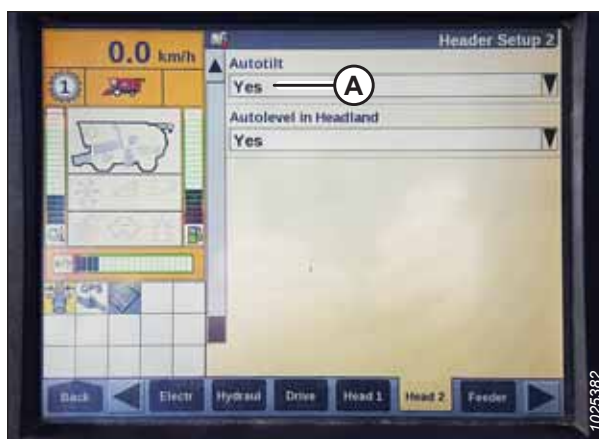 0.0 km/h
Header Setup 2
1
Autotilt
Yes
A
Autolevel in Headland
Yes
GPS
Back
Electr
Hydraul
Drive
Head 1
Head 2
Feeder
1025382